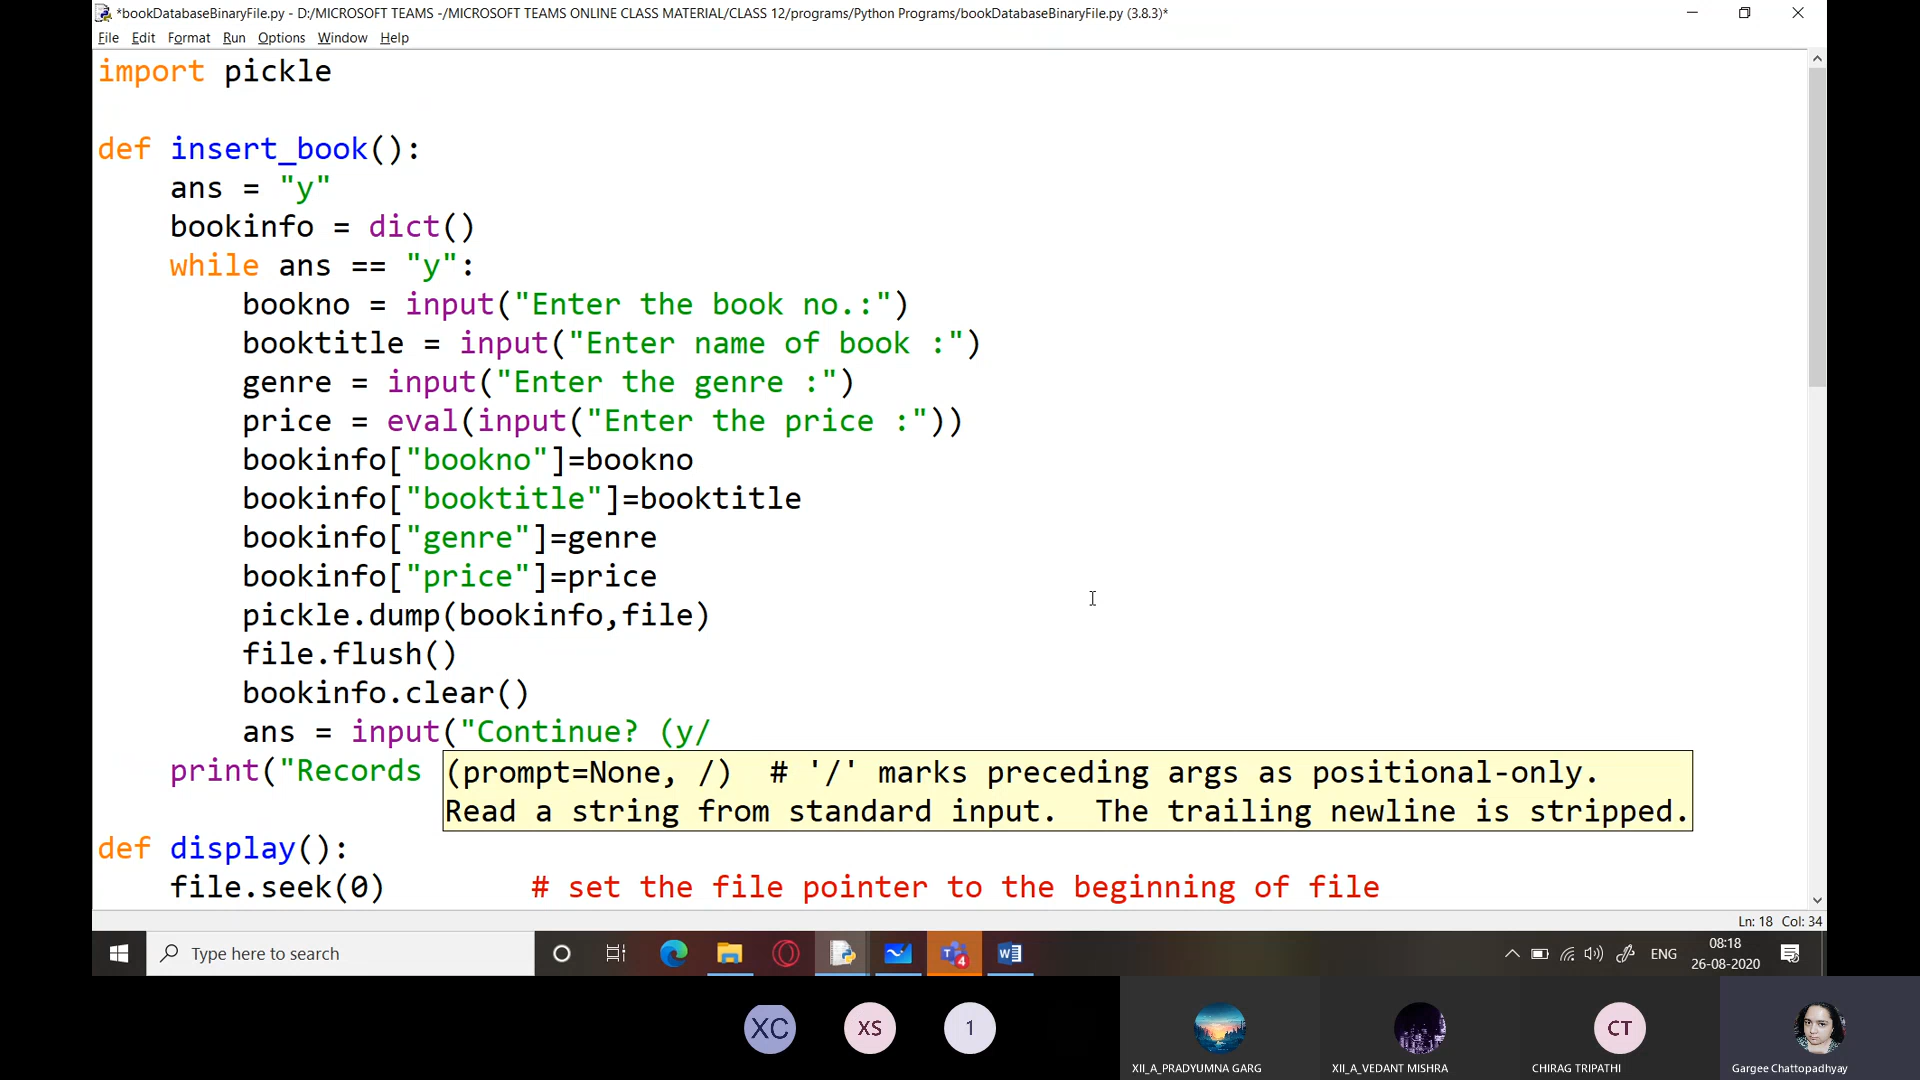 *bookDatabaseBinaryFile.py - D:/MICROSOFT TEAMS -/MICROSOFT TEAMS ONLINE CLASS MATERIAL/CLASS 12/programs/Python Programs/bookDatabaseBinaryFile.py (3.8.3)*
File Edit Format Run Options Window Help
import pickle
def insert_book():
    ans = "y"
    bookinfo = dict()
    while ans == "y":
        bookno = input("Enter the book no.:")
        booktitle = input("Enter name of book :")
        genre = input("Enter the genre :")
        price = eval(input("Enter the price :"))
        bookinfo["bookno"]=bookno
        bookinfo["booktitle"]=booktitle
        bookinfo["genre"]=genre
        bookinfo["price"]=price
        pickle.dump(bookinfo,file)
        file.flush()
        bookinfo.clear()
        ans = input("Continue? (y/
    print("Records
(prompt=None, /)  # '/' marks preceding args as positional-only.
Read a string from standard input.  The trailing newline is stripped.
def display():
    file.seek(0)        # set the file pointer to the beginning of file
Ln: 18 Col: 34
Type here to search
4
ENG
08:18
26-08-2020
XC
XS
1
CT
XII_A_PRADYUMNA GARG
XII_A_VEDANT MISHRA
CHIRAG TRIPATHI
Gargee Chattopadhyay